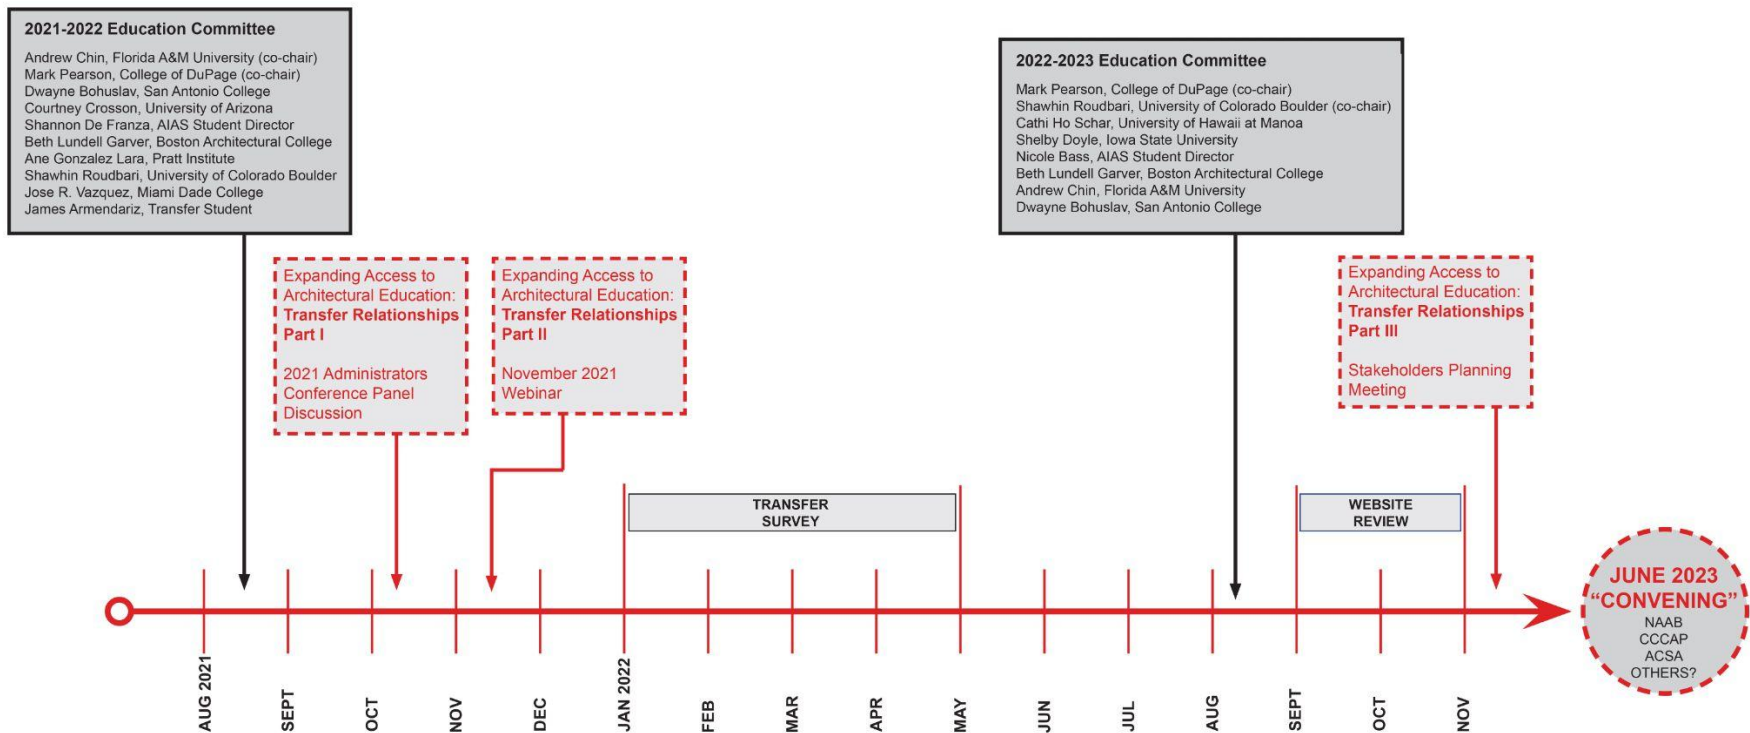 2021-2022 Education Committee
Andrew Chin, Florida A&M University (co-chair)
Mark Pearson, College of DuPage (co-chair)
Dwayne Bohuslav, San Antonio College
Courtney Crosson, University of Arizona
Shannon De Franza, AIAS Student Director
Beth Lundell Garver, Boston Architectural College
Ane Gonzalez Lara, Pratt Institute
Shawhin Roudbari, University of Colorado Boulder
Jose R. Vazquez, Miami Dade College
James Armendariz, Transfer Student
2022-2023 Education Committee
Mark Pearson, College of DuPage (co-chair)
Shawhin Roudbari, University of Colorado Boulder (co-chair)
Cathi Ho Schar, University of Hawaii at Manoa
Shelby Doyle, Iowa State University
Nicole Bass, AIAS Student Director
Beth Lundell Garver, Boston Architectural College
Andrew Chin, Florida A&M University
Dwayne Bohuslav, San Antonio College
Expanding Access to
Architectural Education:
Transfer Relationships
Part I
2021 Administrators
Conference Panel
Discussion
Expanding Access to
Architectural Education:
Transfer Relationships
Part II
November 2021
Webinar
Expanding Access to
Architectural Education:
Transfer Relationships
Part III
Stakeholders Planning
Meeting
TRANSFER
SURVEY
WEBSITE
REVIEW
JUNE 2023
“CONVENING”
NAAB
CCCAP
ACSA
OTHERS?
AUG 2021
SEPT
OCT
NOV
DEC
JAN 2022
FEB
MAR
APR
MAY
JUN
JUL
AUG
SEPT
OCT
NOV